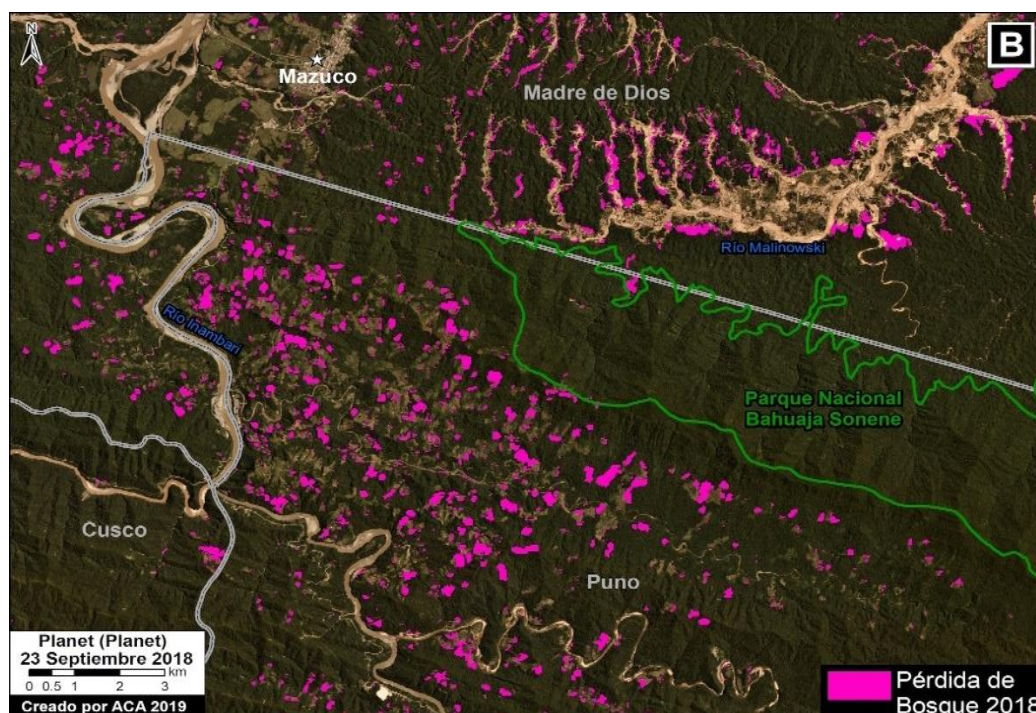 N
B
Mazuco
Madre de Dios
Río Malinowski
Río Inambari
Parque Nacional
Bahuaja Sonene
Cusco
Puno
Planet (Planet)
23 Septiembre 2018
km
0 0.5 1 2 3
Creado por ACA 2019
Pérdida de
Bosque 2018